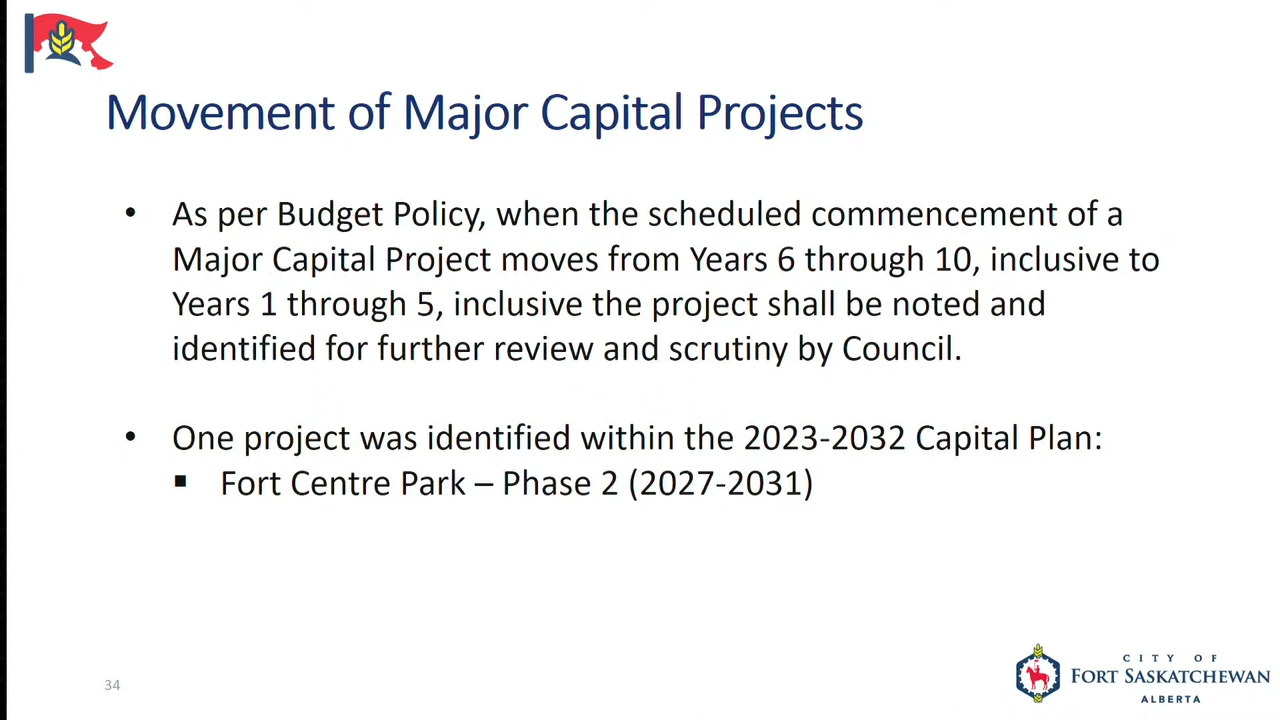 Movement of Major Capital Projects
• As per Budget Policy, when the scheduled commencement of a
Major Capital Project moves from Years 6 through 10, inclusive to
Years 1 through 5, inclusive the project shall be noted and
identified for further review and scrutiny by Council.
• One project was identified within the 2023-2032 Capital Plan:
▪ Fort Centre Park – Phase 2 (2027-2031)
34
CITY OF
FORT SASKATCHEWAN
ALBERTA